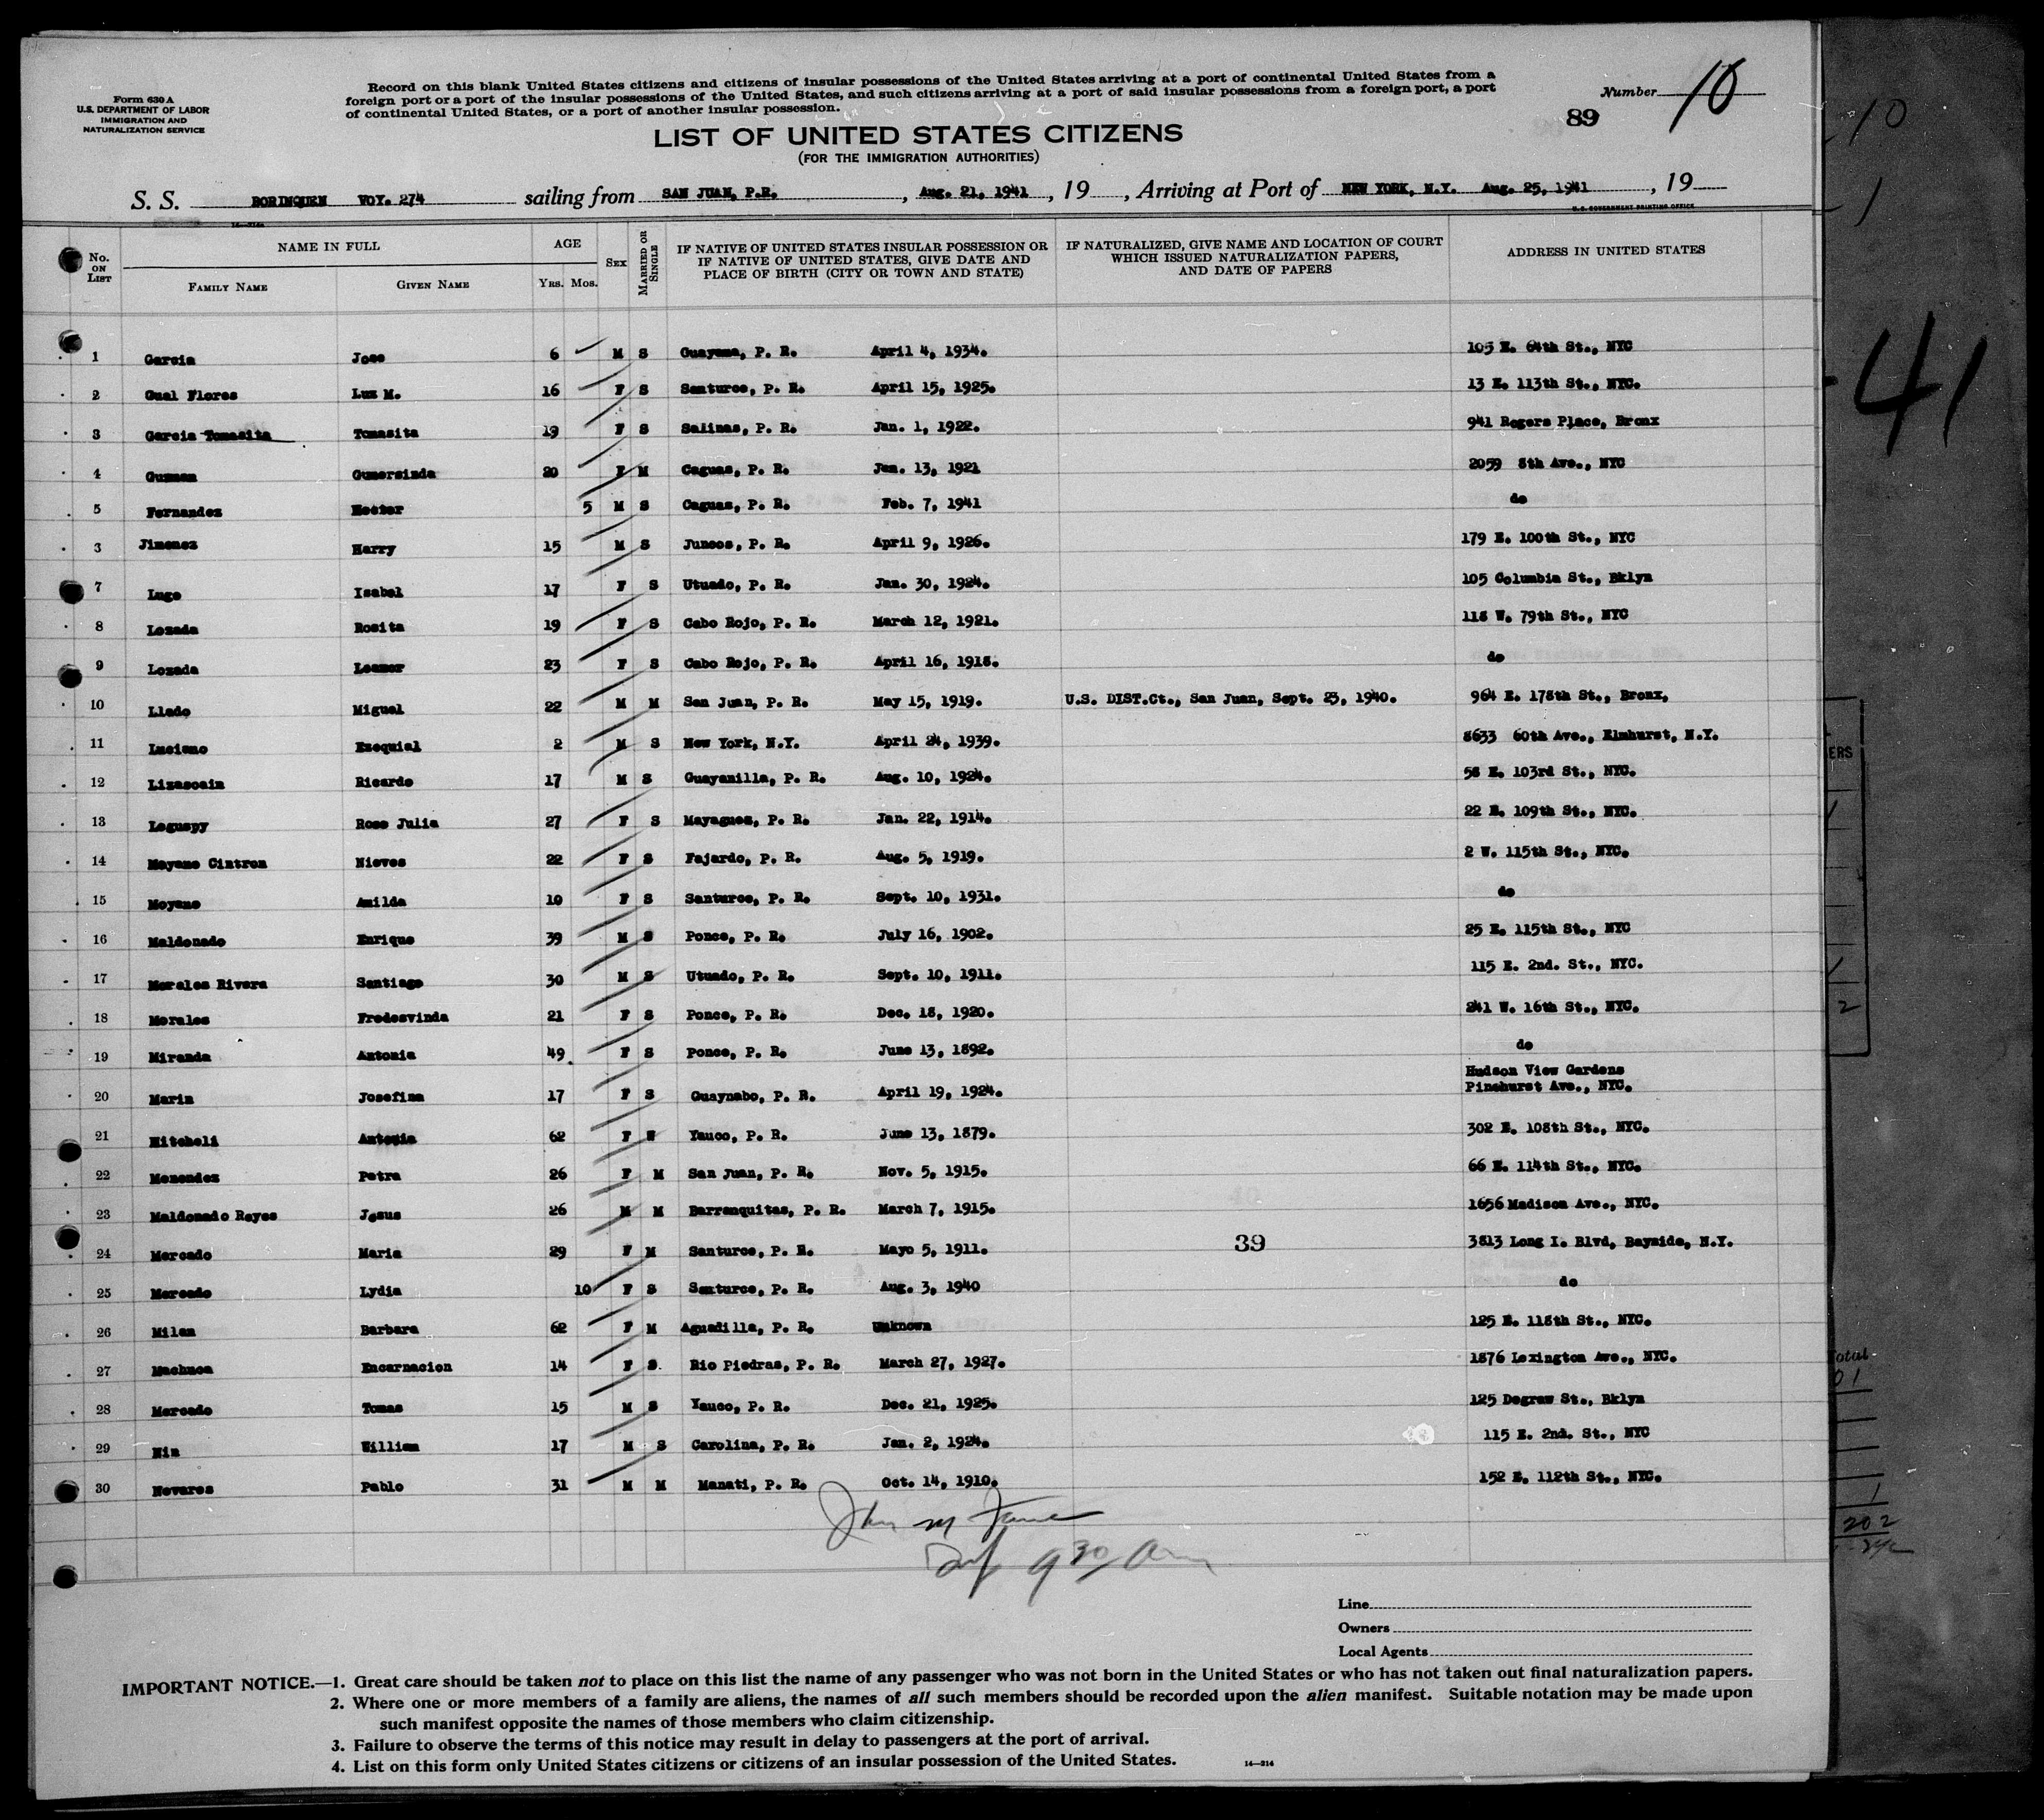 Form 630 A
U.S. DEPARTMENT OF LABOR
IMMIGRATION AND
NATURALIZATION SERVICE
Record on this blank United States citizens and citizens of insular possessions of the United States arriving at a port of continental United States from a
foreign port or a port of the insular possessions of the United States, and such citizens arriving at a port of said insular possessions from a foreign port, a port
of continental United States, or a port of another insular possession.
Number 10
89
LIST OF UNITED STATES CITIZENS
(FOR THE IMMIGRATION AUTHORITIES)
S. S. BORINQUEN VOY. 274 sailing from SAN JUAN, P.R., Aug. 21, 1941, 19 , Arriving at Port of NEW YORK, N.Y. Aug. 25, 1941, 19
U.S. GOVERNMENT PRINTING OFFICE
No. ON LIST NAME IN FULL FAMILY NAME GIVEN NAME AGE YRS. MOS. SEX MARRIED OR SINGLE IF NATIVE OF UNITED STATES INSULAR POSSESSION OR IF NATIVE OF UNITED STATES, GIVE DATE AND PLACE OF BIRTH (CITY OR TOWN AND STATE) IF NATURALIZED, GIVE NAME AND LOCATION OF COURT WHICH ISSUED NATURALIZATION PAPERS, AND DATE OF PAPERS ADDRESS IN UNITED STATES
1 Garcia Jose 6 M S Guayama, P. R. April 4, 1934. 105 E. 64th St., NYC
2 Gual Flores Luz M. 16 F S Santurce, P. R. April 15, 1925. 13 E. 113th St., NYC.
3 Garcia Tomasita Tomasita 19 F S Salinas, P. R. Jan. 1, 1922. 941 Rogers Place, Bronx
4 Guzman Gumersinda 20 F M Caguas, P. R. Jan. 13, 1921 2059 8th Ave., NYC
5 Fernandez Hector 5 M S Caguas, P. R. Feb. 7, 1941 do
3 Jimenez Harry 15 M S Juncos, P. R. April 9, 1926. 179 E. 100th St., NYC
7 Lugo Isabel 17 F S Utuado, P. R. Jan. 30, 1924. 105 Columbia St., Bklyn
8 Lozada Rosita 19 F S Cabo Rojo, P. R. March 12, 1921. 118 W. 79th St., NYC
9 Lozada Leanor 23 F S Cabo Rojo, P. R. April 16, 1918. do
10 Llado Miguel 22 M M San Juan, P. R. May 15, 1919. U.S. DIST.Ct., San Juan, Sept. 23, 1940. 964 E. 178th St., Bronx,
11 Luciano Ezequial 2 M S New York, N.Y. April 24, 1939. 8633 60th Ave., Elmhurst, N.Y.
12 Lizascain Ricardo 17 M S Guayanilla, P. R. Aug. 10, 1924. 58 E. 103rd St., NYC.
13 Leguspy Rose Julia 27 F S Mayaguez, P. R. Jan. 22, 1914. 22 E. 109th St., NYC.
14 Moyano Cintron Nieves 22 F S Fajardo, P. R. Aug. 5, 1919. 2 W. 115th St., NYC.
15 Moyano Anilda 10 F S Santurce, P. R. Sept. 10, 1931. do
16 Maldonado Enrique 39 M S Ponce, P. R. July 16, 1902. 25 E. 115th St., NYC
17 Morales Rivera Santiago 30 M S Utuado, P. R. Sept. 10, 1911. 115 E. 2nd. St., NYC.
18 Morales Fredesvinda 21 F S Ponce, P. R. Dec. 18, 1920. 241 W. 16th St., NYC.
19 Miranda Antonia 49 F S Ponce, P. R. June 13, 1892. do
20 Marin Josefina 17 F S Guaynabo, P. R. April 19, 1924. Hudson View Gardens
Pinehurst Ave., NYC.
21 Mitcheli Antonia 62 F Yauco, P. R. June 13, 1879. 302 E. 108th St., NYC.
22 Menendez Petra 26 F M San Juan, P. R. Nov. 5, 1915. 66 E. 114th St., NYC.
23 Maldonado Reyes Jesus 26 M M Barranquitas, P. R. March 7, 1915. 1656 Madison Ave., NYC.
24 Mercado Maria 29 F M Santurce, P. R. Mayo 5, 1911. 39 3813 Long I. Blvd, Bayside, N.Y.
25 Mercado Lydia 10 F S Santurce, P. R. Aug. 3, 1940 do
26 Milan Barbara 62 F M Aguadilla, P. R. Unknown 125 E. 118th St., NYC.
27 Machuca Encarnacion 14 F S Rio Piedras, P. R. March 27, 1927. 1876 Lexington Ave., NYC.
28 Mercado Tomas 15 M S Yauco, P. R. Dec. 21, 1925. 125 Degraw St., Bklyn
29 Nin William 17 M S Carolina, P. R. Jan. 2, 1924. 115 E. 2nd. St., NYC
30 Nevares Pablo 31 M M Manati, P. R. Oct. 14, 1910. 152 E. 112th St., NYC.
John M
9 30 am
Line
Owners
Local Agents
IMPORTANT NOTICE.—1. Great care should be taken not to place on this list the name of any passenger who was not born in the United States or who has not taken out final naturalization papers.
2. Where one or more members of a family are aliens, the names of all such members should be recorded upon the alien manifest. Suitable notation may be made upon
such manifest opposite the names of those members who claim citizenship.
3. Failure to observe the terms of this notice may result in delay to passengers at the port of arrival.
4. List on this form only United States citizens or citizens of an insular possession of the United States.
14—214
10
1
41
ERS
2
otal
01
1
202